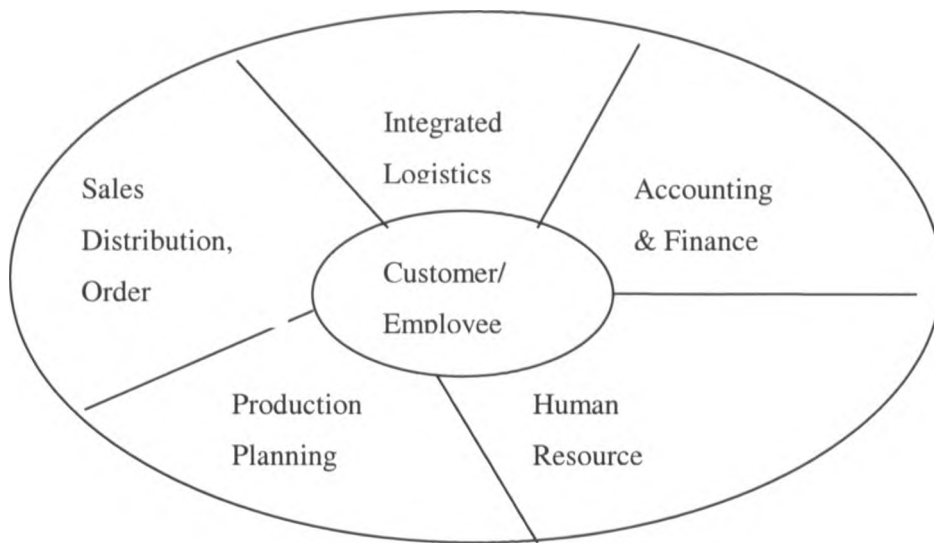 Integrated
Logistics
Sales
Distribution,
Order
Accounting
& Finance
Customer/
Employee
Production
Planning
Human
Resource